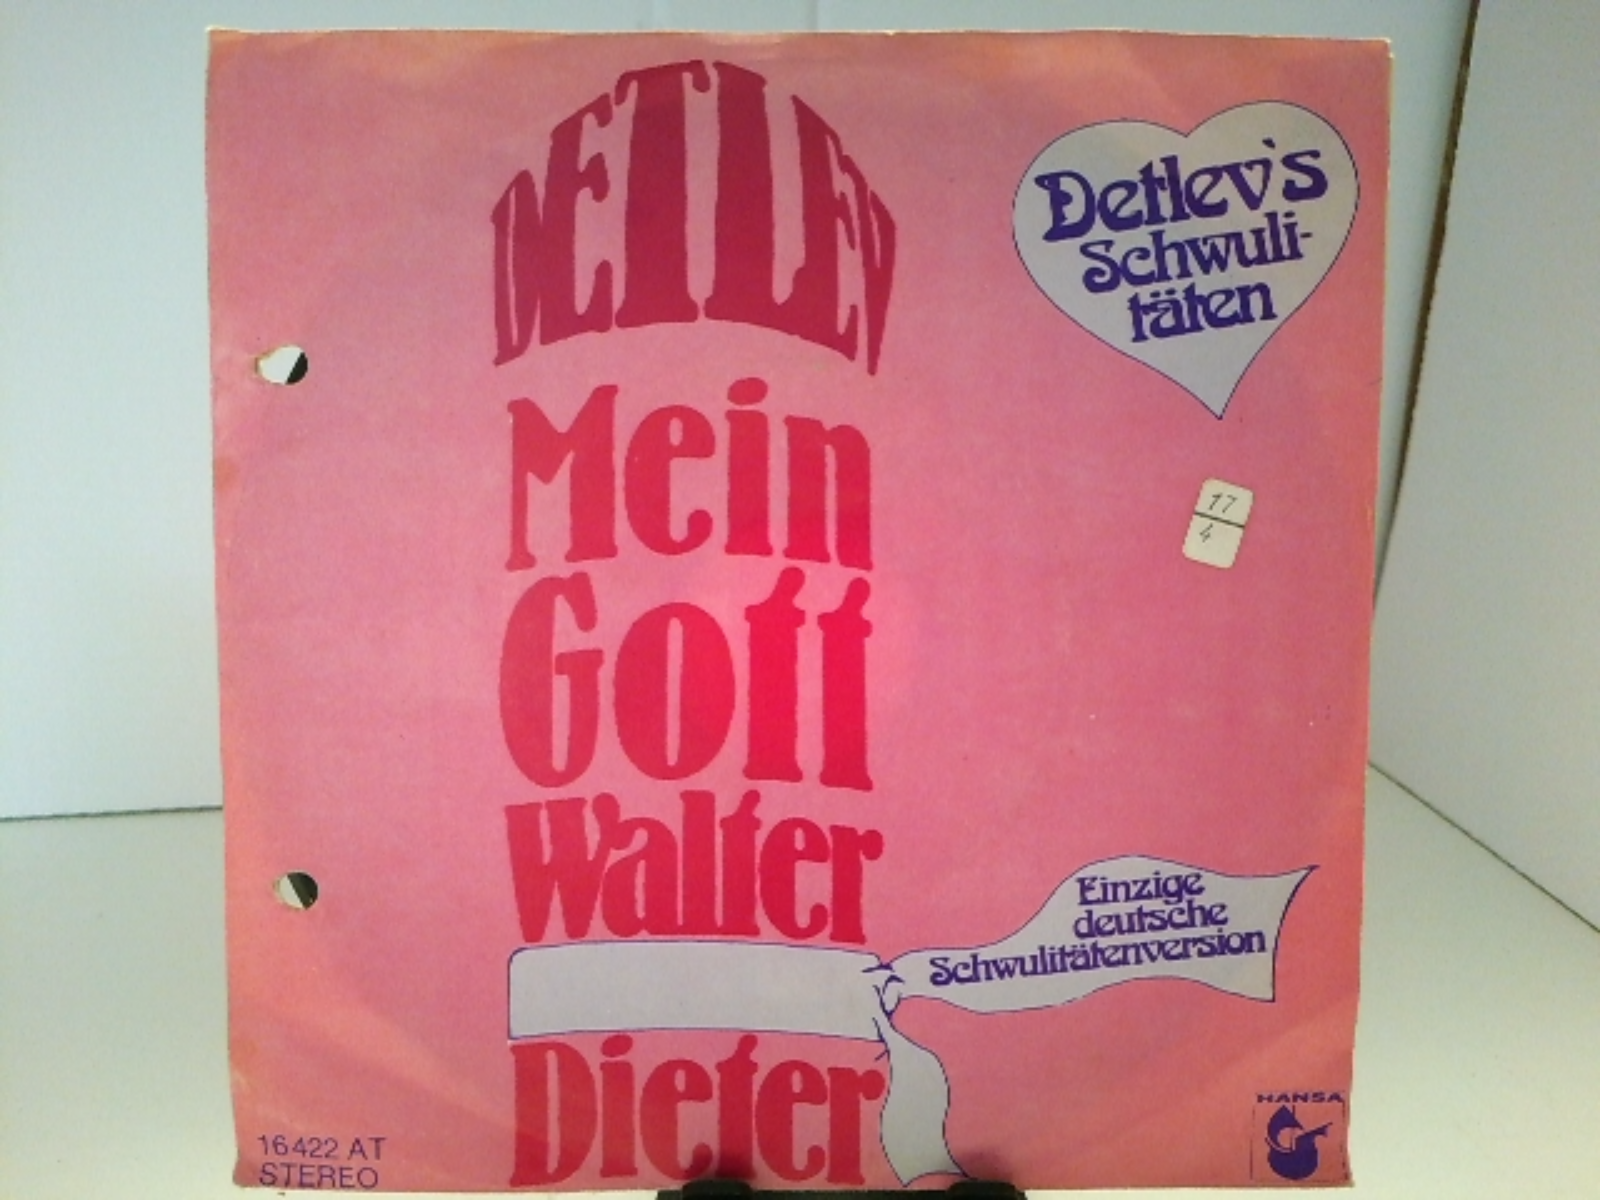 DETLEV
Mein
Gott
Walter
Dieter
Detlev's
Schwuli-
täten
17
4
Einzige
deutsche
Schwulitätenversion
16422 AT
STEREO
HANSA